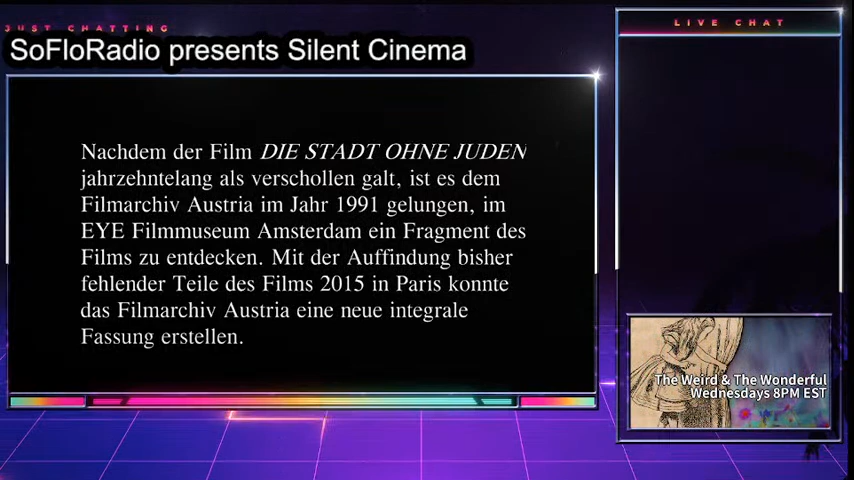 JUST CHATTING
SoFloRadio presents Silent Cinema
LIVE CHAT
Nachdem der Film DIE STADT OHNE JUDEN
jahrzehntelang als verschollen galt, ist es dem
Filmarchiv Austria im Jahr 1991 gelungen, im
EYE Filmmuseum Amsterdam ein Fragment des
Films zu entdecken. Mit der Auffindung bisher
fehlender Teile des Films 2015 in Paris konnte
das Filmarchiv Austria eine neue integrale
Fassung erstellen.
The Weird & The Wonderful
Wednesdays 8PM EST